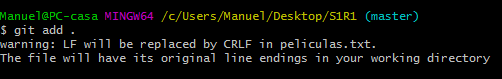 Manuel@PC-casa MINGW64 /c/Users/Manuel/Desktop/S1R1 (master)
$ git add .
warning: LF will be replaced by CRLF in peliculas.txt.
The file will have its original line endings in your working directory